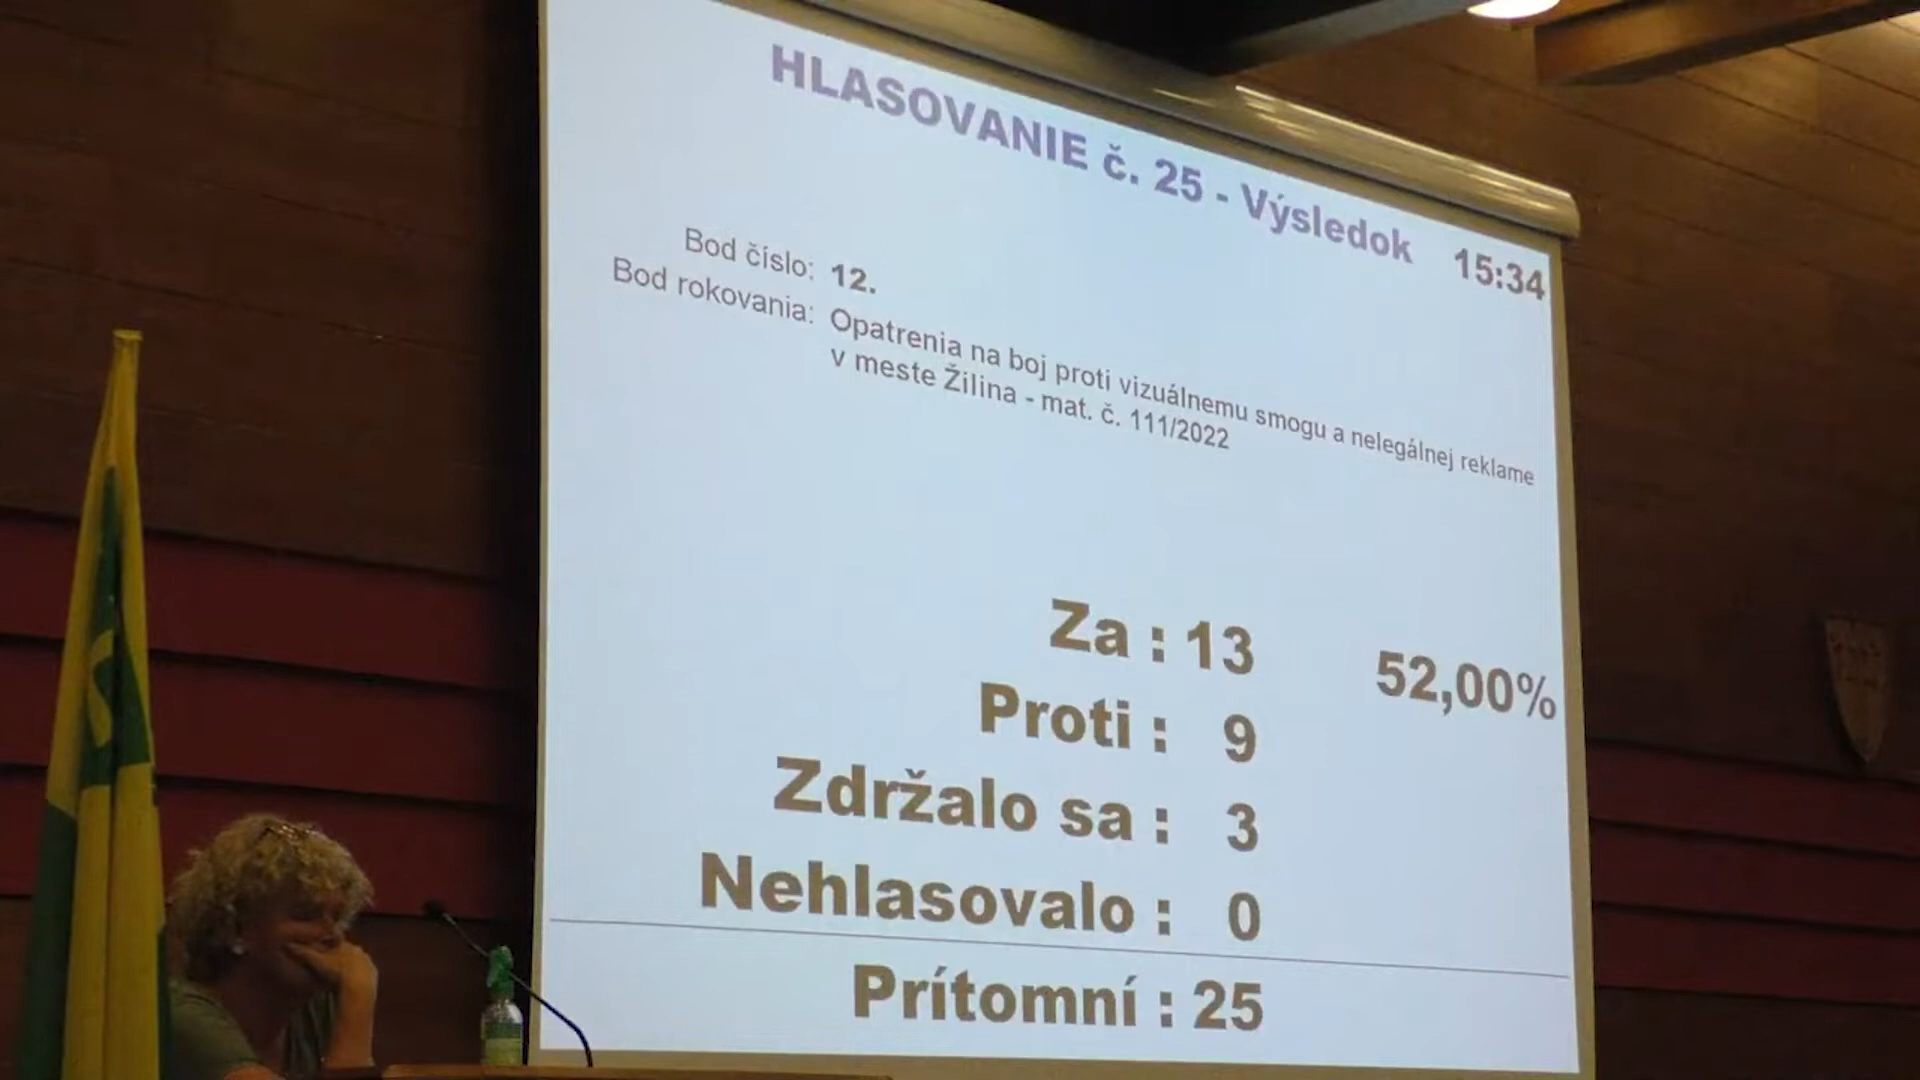 HLASOVANIE č. 25 - Výsledok 15:34
Bod číslo: 12.
Bod rokovania: Opatrenia na boj proti vizuálnemu smogu a nelegálnej reklame
v meste Žilina - mat. č. 111/2022
Za : 13 52,00%
Proti : 9
Zdržalo sa : 3
Nehlasovalo : 0
Prítomní : 25